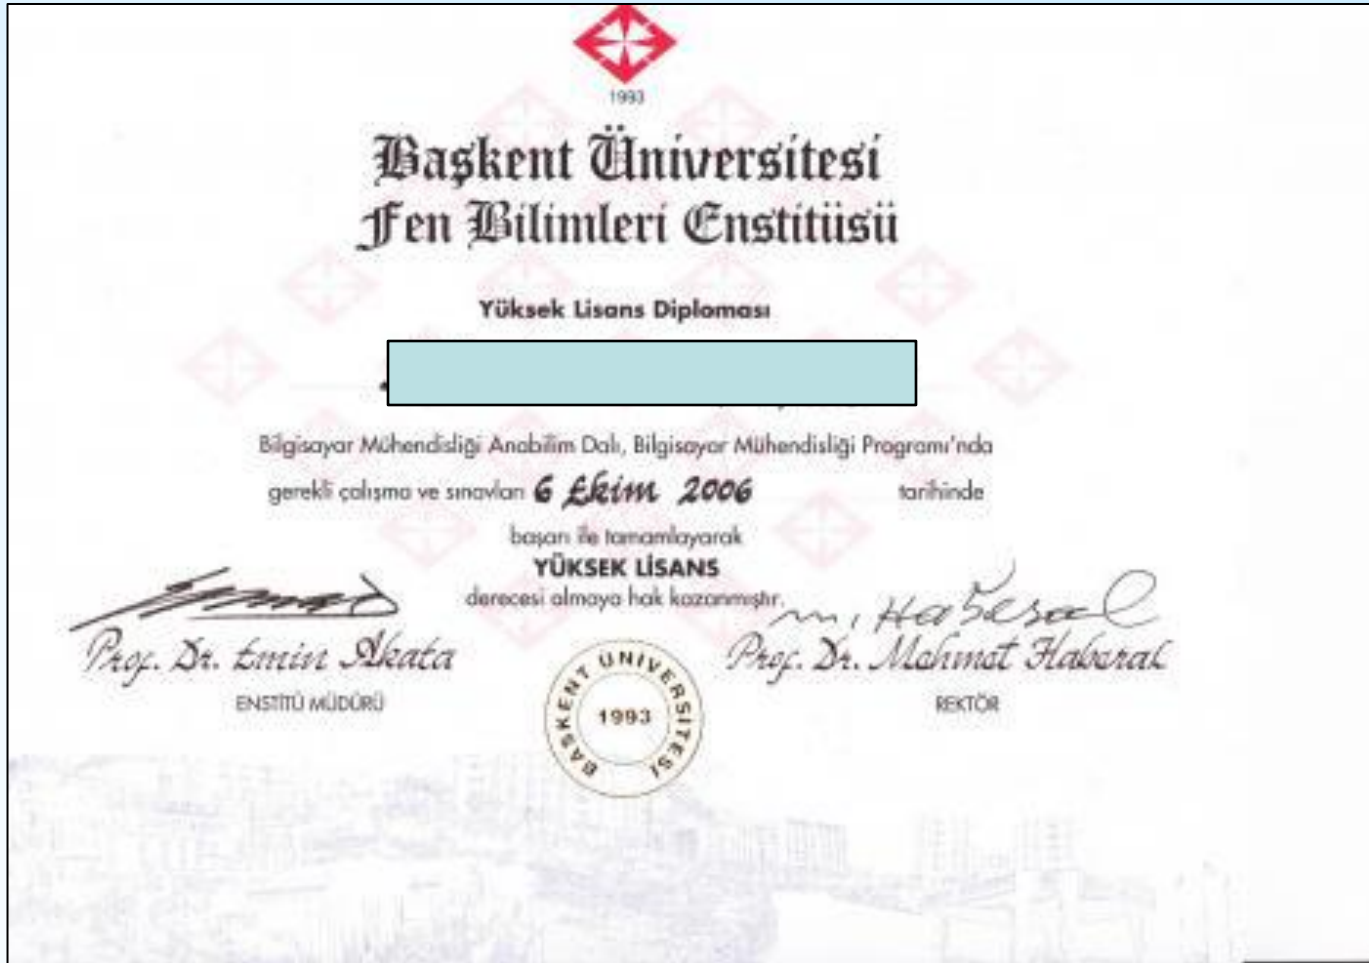 1993
Başkent Üniversitesi
Fen Bilimleri Enstitüsü
Yüksek Lisans Diploması
Bilgisayar Mühendisliği Anabilim Dalı, Bilgisayar Mühendisliği Programı'nda
gerekli çalışma ve sınavları 6 Ekim 2006 tarihinde
başarı ile tamamlayarak
YÜKSEK LİSANS
derecesi almaya hak kazanmıştır.
m. Haberal
Prof. Dr. Emin Akata
Prof. Dr. Mehmet Haberal
ENSTİTÜ MÜDÜRÜ
REKTÖR
BAŞKENT ÜNİVERSİTESİ
1993